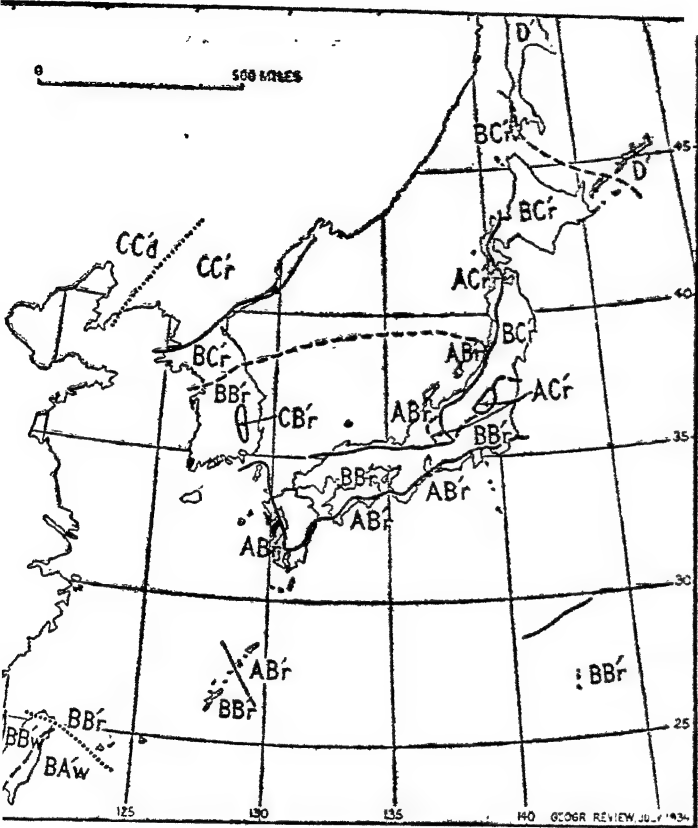 0 500 MILES
D'
BC'r
45
D'
BC'r
CC'd
CC'r
AC'r
40
BC'r
BC'
AB'r
BB'r
AC'r
CB'r
AB'r
BB'r
35
BB'r
AB'r
AB'r
AB'r
30
AB'r
BB'r
BB'r
BB'r
25
BB'w
BA'w
125 130 135 140 GEOGR REVIEW, JULY 1934